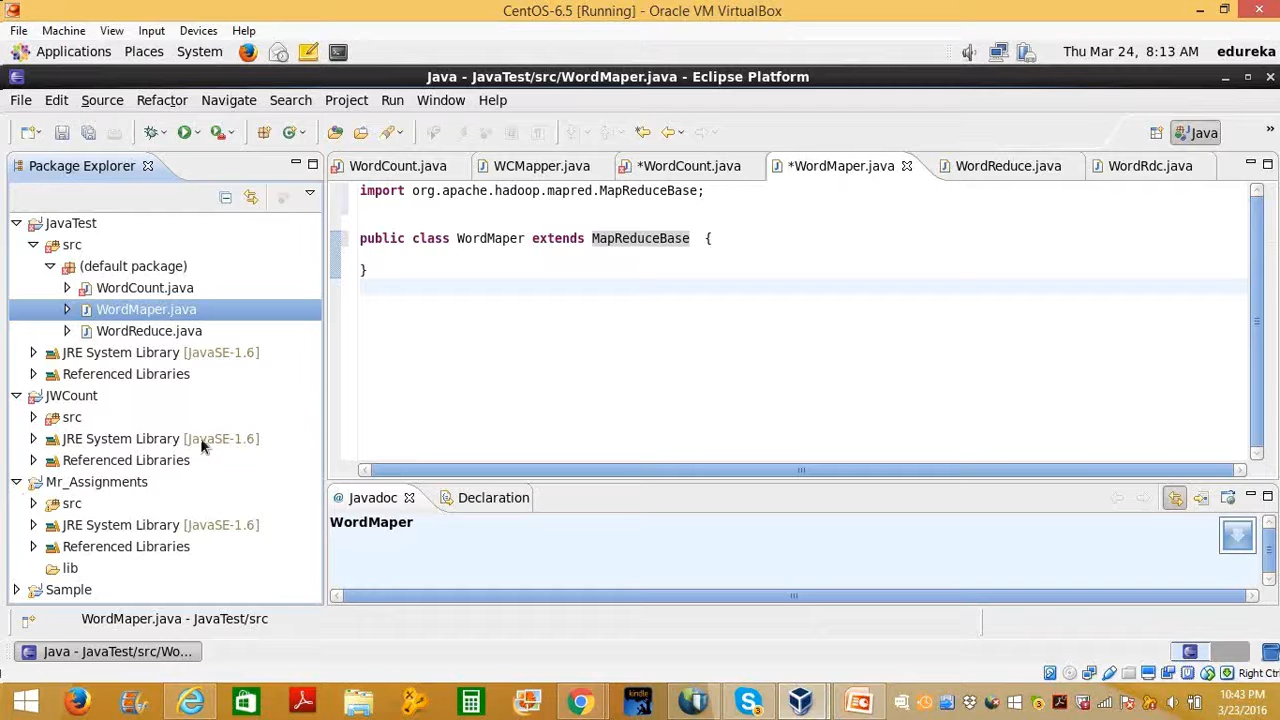 CentOS-6.5 [Running] - Oracle VM VirtualBox
File Machine View Input Devices Help
Applications Places System Thu Mar 24, 8:13 AM edureka
Java - JavaTest/src/WordMaper.java - Eclipse Platform
File Edit Source Refactor Navigate Search Project Run Window Help
Java »
Package Explorer WordCount.java WCMapper.java *WordCount.java *WordMaper.java WordReduce.java WordRdc.java
import org.apache.hadoop.mapred.MapReduceBase;
public class WordMaper extends MapReduceBase {
}
JavaTest
src
(default package)
WordCount.java
WordMaper.java
WordReduce.java
JRE System Library [JavaSE-1.6]
Referenced Libraries
JWCount
src
JRE System Library [JavaSE-1.6]
Referenced Libraries
Mr_Assignments
src
JRE System Library [JavaSE-1.6]
Referenced Libraries
lib
Sample
@ Javadoc Declaration
WordMaper
WordMaper.java - JavaTest/src
Java - JavaTest/src/Wo...
Right Ctrl
kindle
10:43 PM
3/23/2016